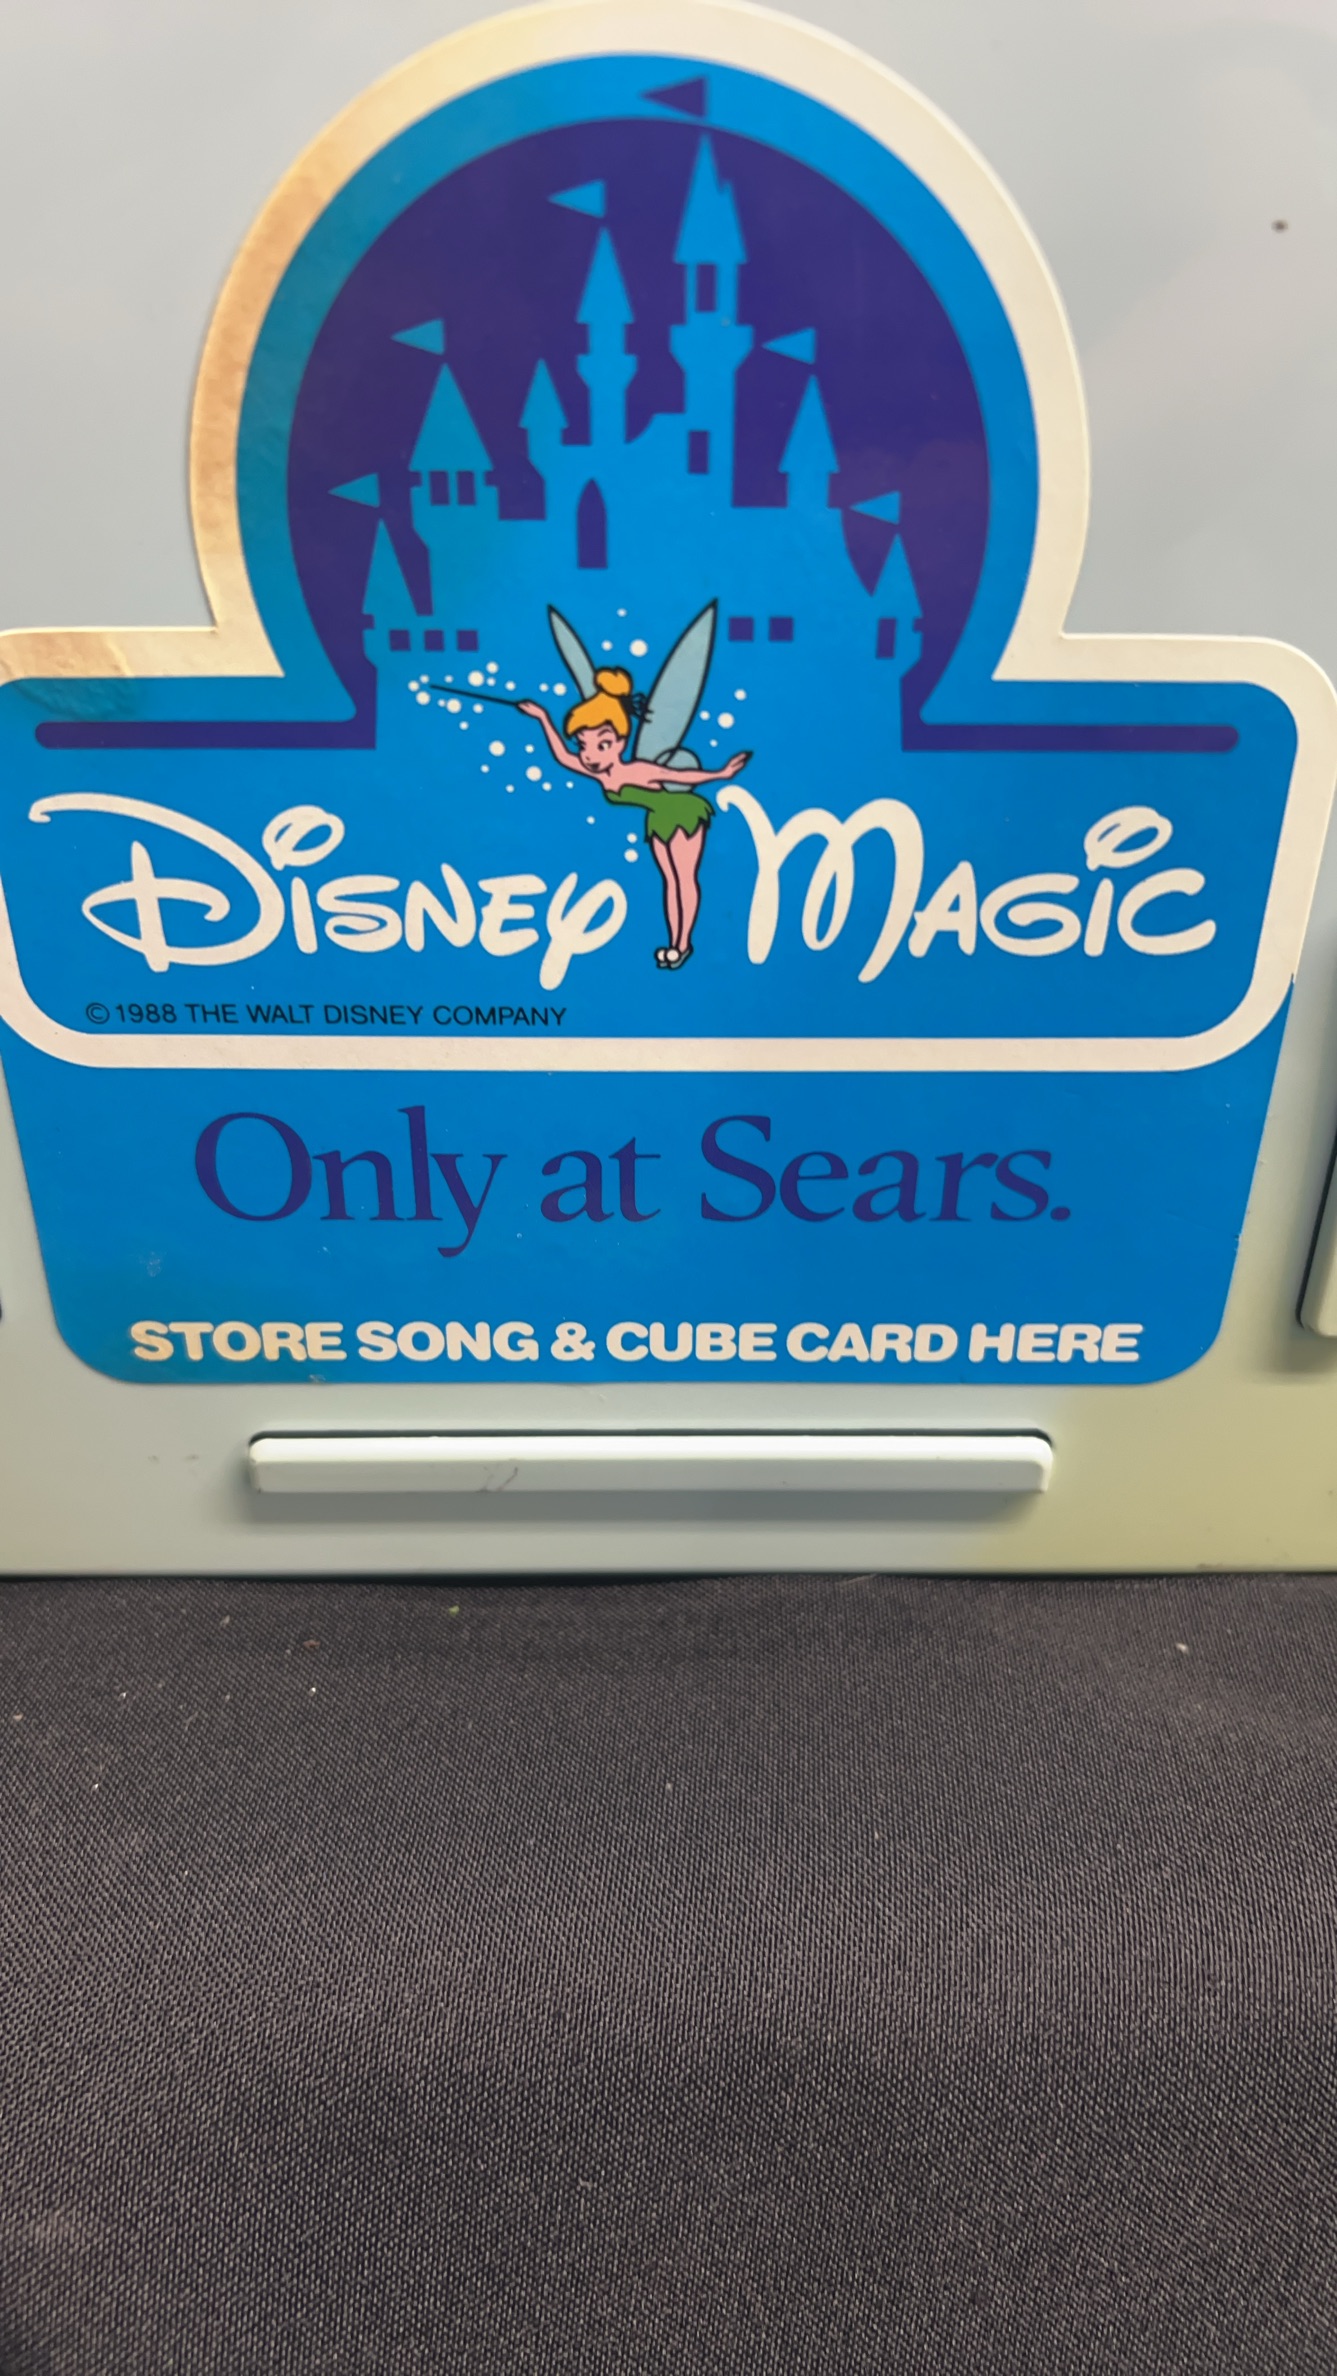 DISNEY MAGIC
© 1988 THE WALT DISNEY COMPANY
Only at Sears.
STORE SONG & CUBE CARD HERE